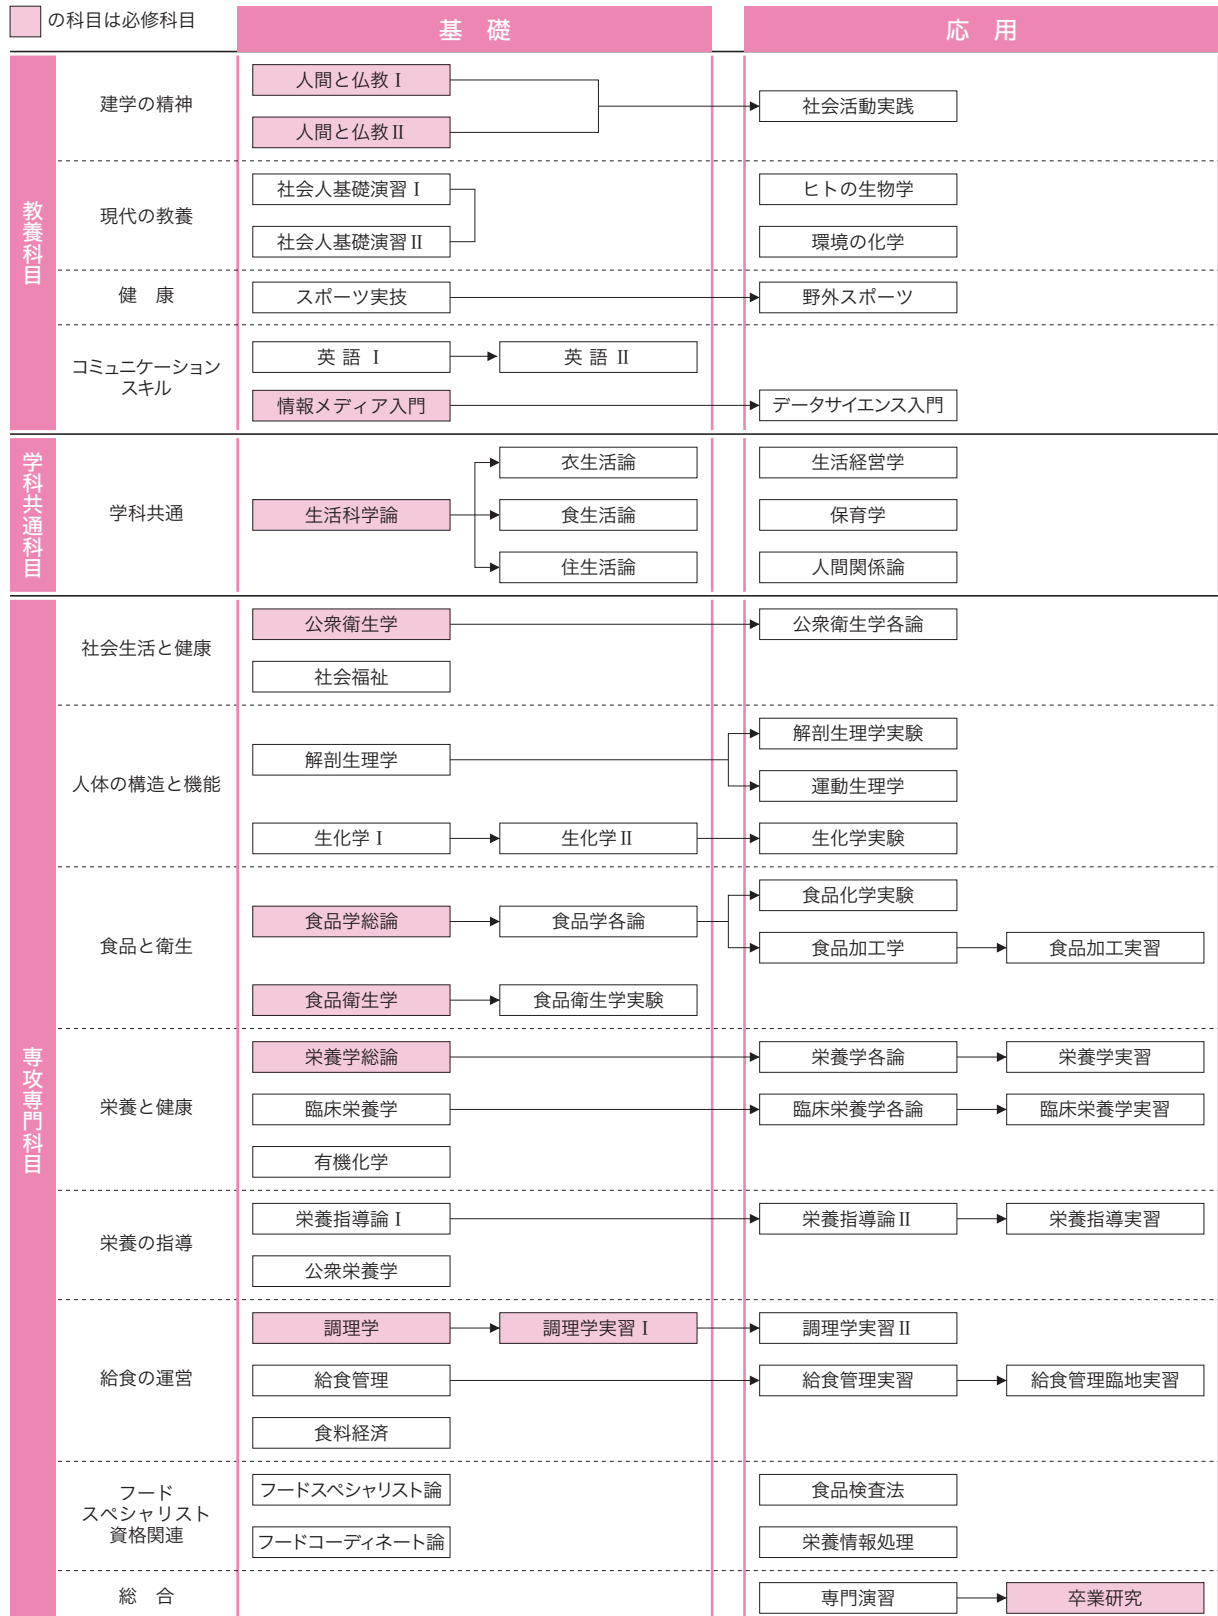 の科目は必修科目
基 礎
応 用
教養科目
建学の精神
人間と仏教 I
人間と仏教 II
社会活動実践
現代の教養
社会人基礎演習 I
社会人基礎演習 II
ヒトの生物学
環境の化学
健 康
スポーツ実技
野外スポーツ
コミュニケーション
スキル
英 語 I
英 語 II
情報メディア入門
データサイエンス入門
学科共通科目
学科共通
生活科学論
衣生活論
食生活論
住生活論
生活経営学
保育学
人間関係論
専攻専門科目
社会生活と健康
公衆衛生学
公衆衛生学各論
社会福祉
人体の構造と機能
解剖生理学
解剖生理学実験
運動生理学
生化学 I
生化学 II
生化学実験
食品と衛生
食品学総論
食品学各論
食品化学実験
食品加工学
食品加工実習
食品衛生学
食品衛生学実験
栄養と健康
栄養学総論
栄養学各論
栄養学実習
臨床栄養学
臨床栄養学各論
臨床栄養学実習
有機化学
栄養の指導
栄養指導論 I
栄養指導論 II
栄養指導実習
公衆栄養学
給食の運営
調理学
調理学実習 I
調理学実習 II
給食管理
給食管理実習
給食管理臨地実習
食料経済
フード
スペシャリスト
資格関連
フードスペシャリスト論
フードコーディネート論
食品検査法
栄養情報処理
総 合
専門演習
卒業研究